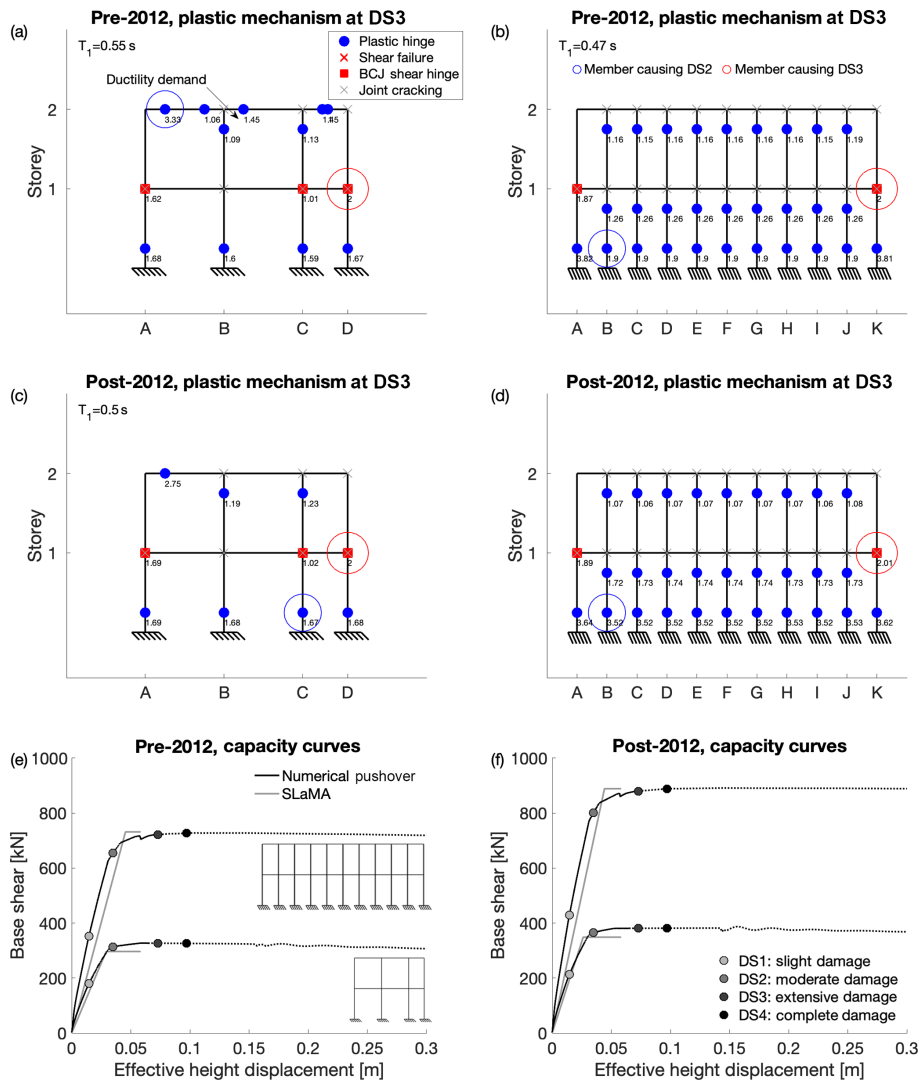 Pre-2012, plastic mechanism at DS3
(a)
T1=0.55 s
Plastic hinge
Shear failure
BCJ shear hinge
Joint cracking
Ductility demand
2
3.33
1.06
1.45
1.09
1.13
Storey
1
1.62
1.01
2
1.68
1.6
1.59
1.67
A B C D
Pre-2012, plastic mechanism at DS3
(b)
T1=0.47 s
Member causing DS2 Member causing DS3
2
1.16 1.15 1.16 1.16 1.16 1.16 1.16 1.15 1.19
Storey
1
1.87 2
1.26 1.26 1.26 1.26 1.26 1.26 1.26 1.26 1.26
3.82 1.9 1.9 1.9 1.9 1.9 1.9 1.9 1.9 1.9 3.81
A B C D E F G H I J K
Post-2012, plastic mechanism at DS3
(c)
T1=0.5 s
2
2.75
1.19 1.23
Storey
1
1.69 1.02 2
1.69 1.68 1.67 1.68
A B C D
Post-2012, plastic mechanism at DS3
(d)
2
1.07 1.06 1.07 1.07 1.07 1.07 1.07 1.06 1.08
Storey
1
1.89 2.01
1.72 1.73 1.74 1.74 1.74 1.74 1.73 1.73 1.73
3.64 3.52 3.52 3.52 3.52 3.52 3.52 3.53 3.52 3.53 3.62
A B C D E F G H I J K
Pre-2012, capacity curves
(e)
Numerical pushover
SLaMA
1000
800
600
400
200
0
Base shear [kN]
0 0.05 0.1 0.15 0.2 0.25 0.3
Effective height displacement [m]
Post-2012, capacity curves
(f)
1000
800
600
400
200
0
Base shear [kN]
DS1: slight damage
DS2: moderate damage
DS3: extensive damage
DS4: complete damage
0 0.05 0.1 0.15 0.2 0.25 0.3
Effective height displacement [m]